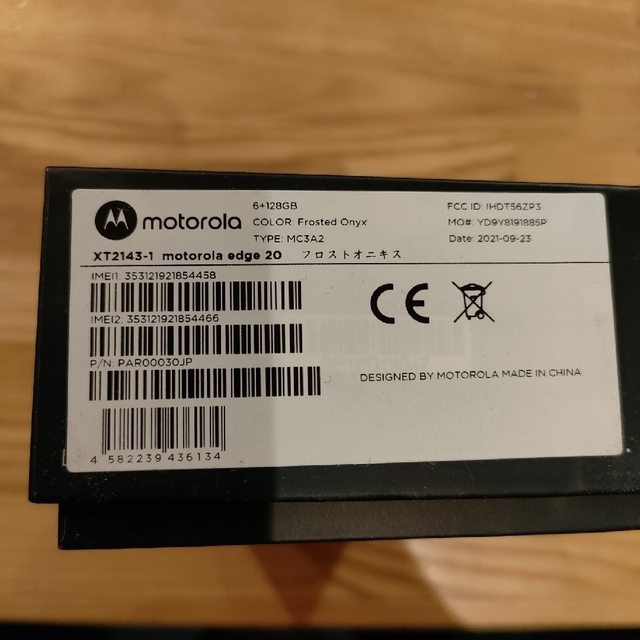 motorola
6+128GB
COLOR: Frosted Onyx
TYPE: MC3A2
FCC ID: IHDT56ZP3
MO#: YD9Y8191885P
Date: 2021-09-23
XT2143-1 motorola edge 20 フロストオニキス
IMEI1: 353121921854458
IMEI2: 353121921854466
P/N: PAR00030JP
4 582239 436134
CE
DESIGNED BY MOTOROLA MADE IN CHINA